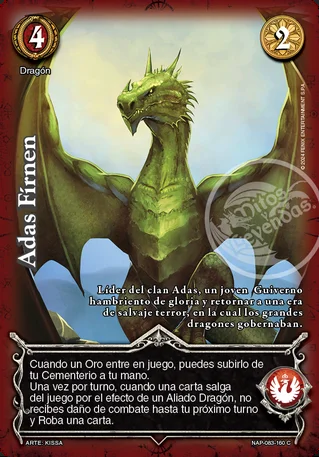 4
2
Dragón
© 2024 FENIX ENTERTAINMENT S.P.A.
Adas Fírnen
Mitos
y Leyendas.
Líder del clan Adas, un joven Guiverno
hambriento de gloria y retornar a una era
de salvaje terror, en la cual los grandes
dragones gobernaban.
Cuando un Oro entre en juego, puedes subirlo de
tu Cementerio a tu mano.
Una vez por turno, cuando una carta salga
del juego por el efecto de un Aliado Dragón, no
recibes daño de combate hasta tu próximo turno
y Roba una carta.
ARTE: KISSA
NAP-083-160 C